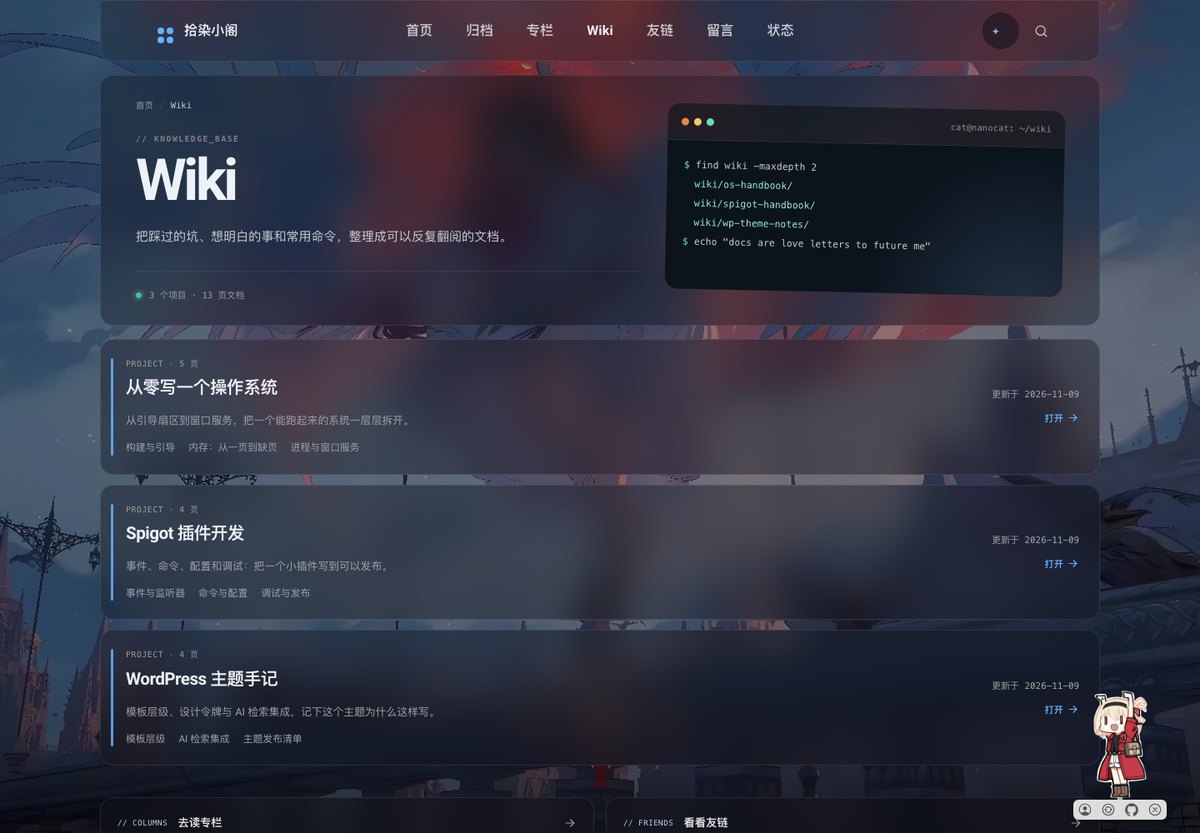 拾染小阁
首页 归档 专栏 Wiki 友链 留言 状态
首页 / Wiki
// KNOWLEDGE_BASE
Wiki
把踩过的坑、想明白的事和常用命令，整理成可以反复翻阅的文档。
3 个项目 · 13 页文档
cat@nanocat: ~/wiki
$ find wiki -maxdepth 2
wiki/os-handbook/
wiki/spigot-handbook/
wiki/wp-theme-notes/
$ echo "docs are love letters to future me"
PROJECT · 5 页
从零写一个操作系统
从引导扇区到窗口服务，把一个能跑起来的系统一层层拆开。
构建与引导 内存：从一页到缺页 进程与窗口服务
更新于 2026-11-09
打开 →
PROJECT · 4 页
Spigot 插件开发
事件、命令、配置和调试：把一个小插件写到可以发布。
事件与监听器 命令与配置 调试与发布
更新于 2026-11-09
打开 →
PROJECT · 4 页
WordPress 主题手记
模板层级、设计令牌与 AI 检索集成，记下这个主题为什么这样写。
模板层级 AI 检索集成 主题发布清单
更新于 2026-11-09
打开 →
// COLUMNS 去读专栏 →
// FRIENDS 看看友链 →